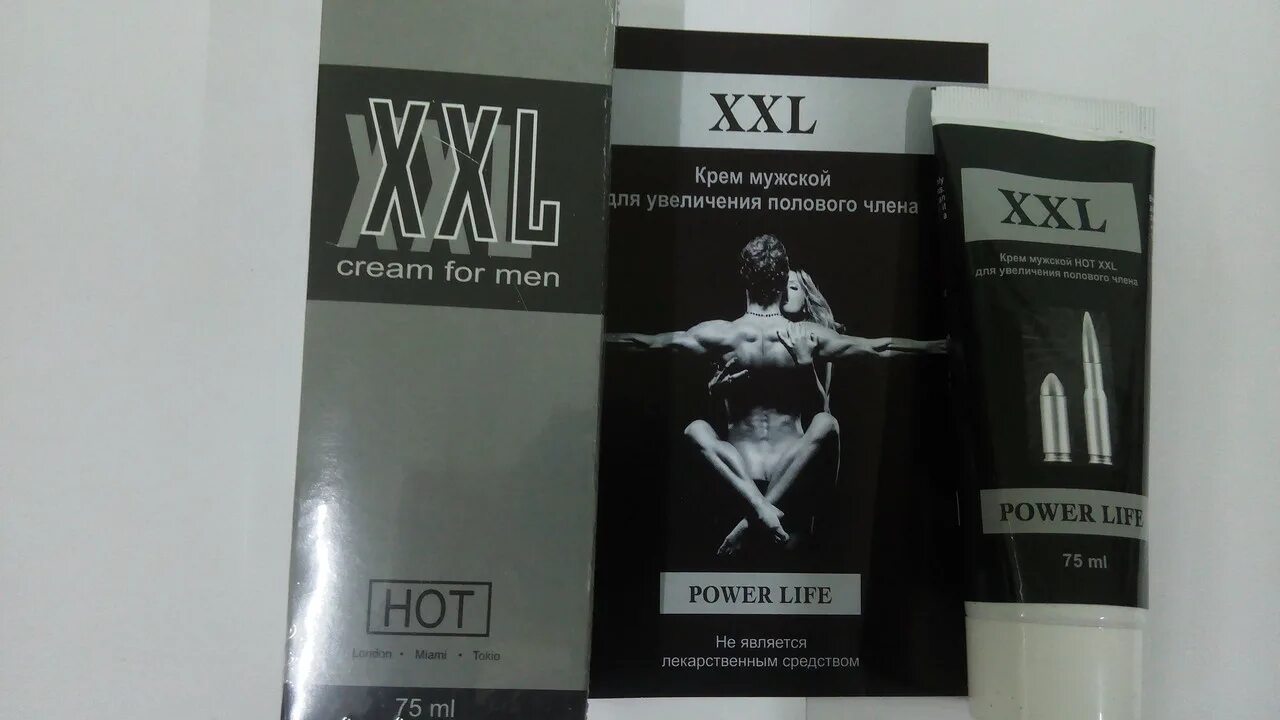 XXL
cream for men
HOT
London • Miami • Tokio
75 ml
XXL
Крем мужской
для увеличения полового члена
POWER LIFE
Не является
лекарственным средством
XXL
Крем мужской HOT XXL
для увеличения полового члена
POWER LIFE
75 ml